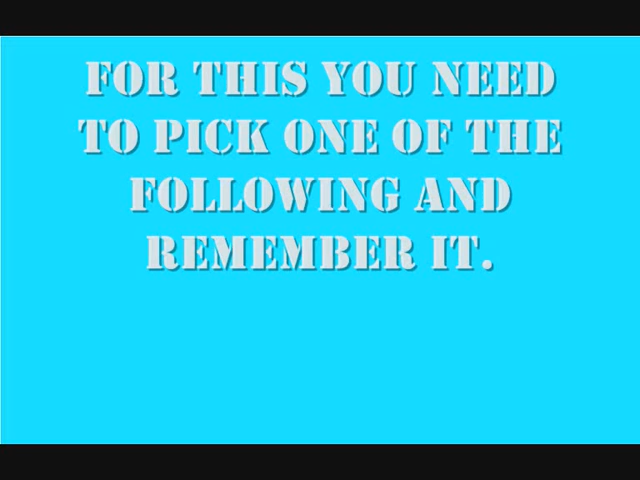 FOR THIS YOU NEED
TO PICK ONE OF THE
FOLLOWING AND
REMEMBER IT.